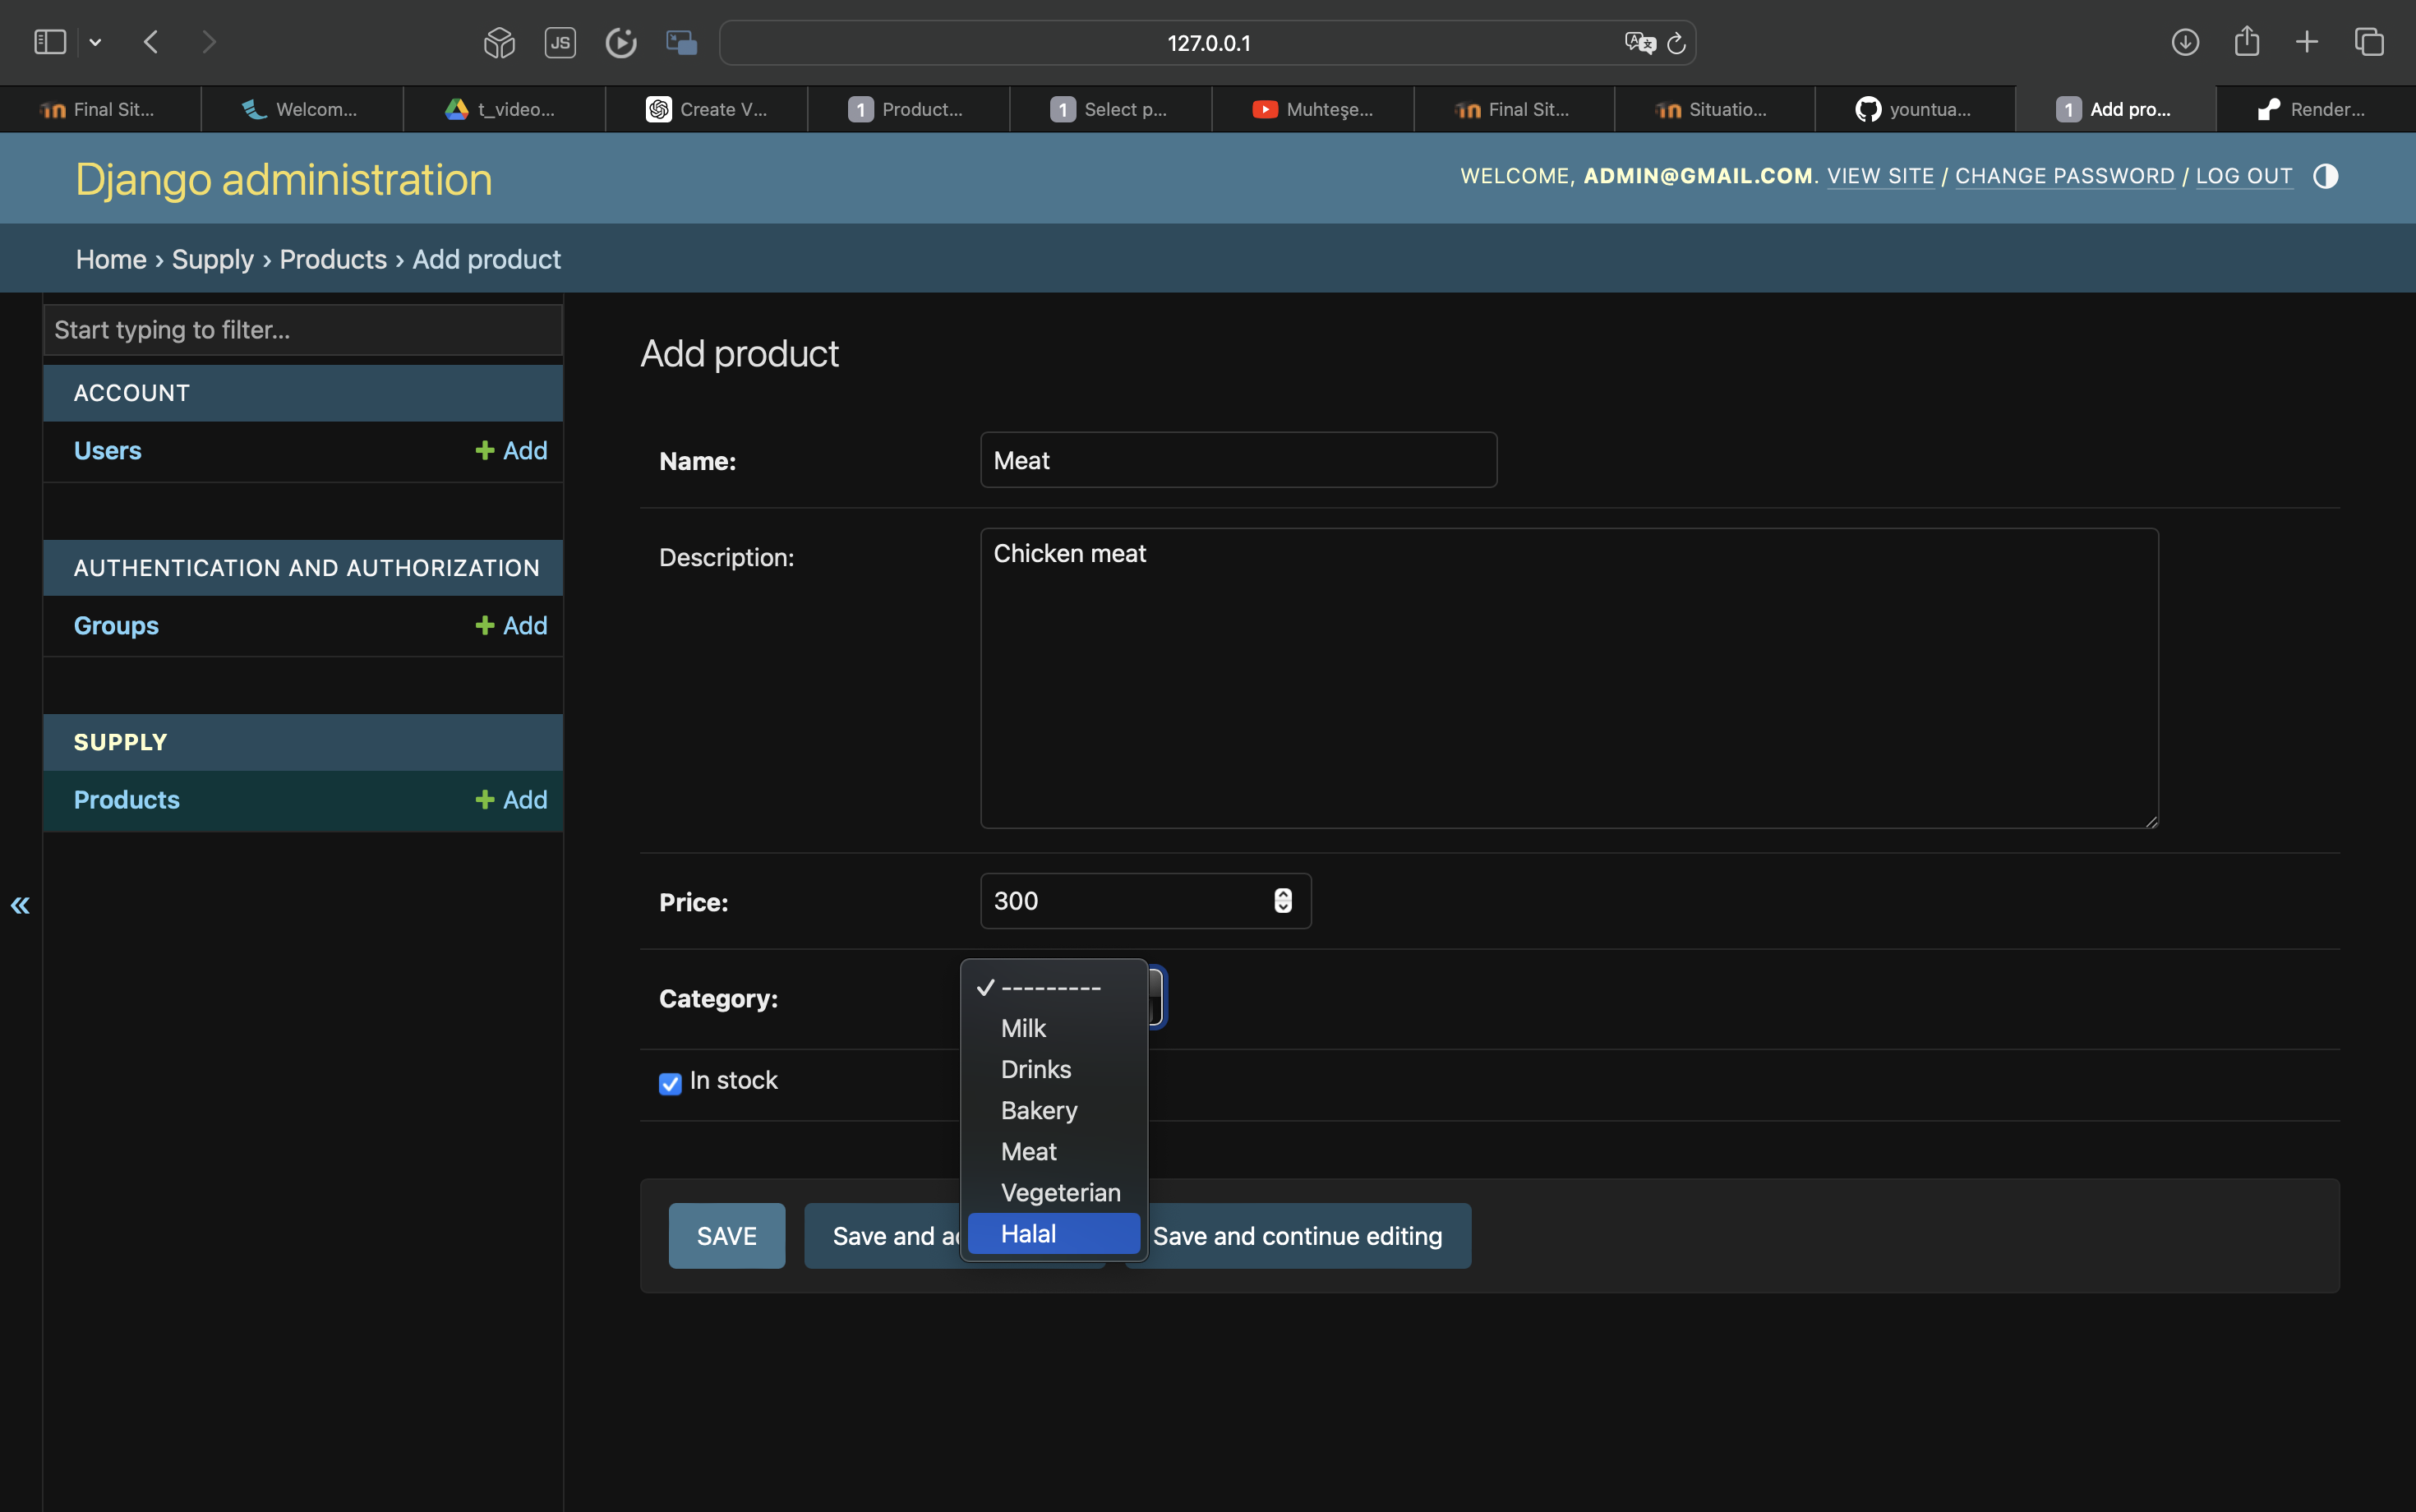 JS
127.0.0.1
Final Sit...
Welcom...
t_video...
Create V...
1 Product...
1 Select p...
Muhteşe...
Final Sit...
Situatio...
yountua...
1 Add pro...
Render...
Django administration
WELCOME, ADMIN@GMAIL.COM. VIEW SITE / CHANGE PASSWORD / LOG OUT
Home › Supply › Products › Add product
Start typing to filter...
ACCOUNT
Users
Add
AUTHENTICATION AND AUTHORIZATION
Groups
Add
SUPPLY
Products
Add
«
Add product
Name:
Meat
Description:
Chicken meat
Price:
300
Category:
---------
Milk
Drinks
Bakery
Meat
Vegeterian
Halal
In stock
SAVE
Save and a
Save and continue editing